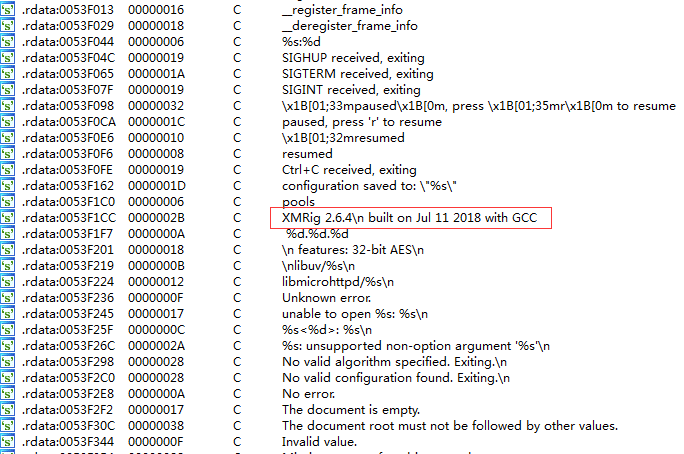 .rdata:0053F013 00000016 C __register_frame_info
.rdata:0053F029 00000018 C __deregister_frame_info
.rdata:0053F044 00000006 C %s:%d
.rdata:0053F04C 00000019 C SIGHUP received, exiting
.rdata:0053F065 0000001A C SIGTERM received, exiting
.rdata:0053F07F 00000019 C SIGINT received, exiting
.rdata:0053F098 00000032 C \x1B[01;33mpaused\x1B[0m, press \x1B[01;35mr\x1B[0m to resume
.rdata:0053F0CA 0000001C C paused, press 'r' to resume
.rdata:0053F0E6 00000010 C \x1B[01;32mresumed
.rdata:0053F0F6 00000008 C resumed
.rdata:0053F0FE 00000019 C Ctrl+C received, exiting
.rdata:0053F162 0000001D C configuration saved to: \"%s\"
.rdata:0053F1C0 00000006 C pools
.rdata:0053F1CC 0000002B C XMRig 2.6.4\n built on Jul 11 2018 with GCC
.rdata:0053F1F7 0000000A C %d.%d.%d
.rdata:0053F201 00000018 C \n features: 32-bit AES\n
.rdata:0053F219 0000000B C \nlibuv/%s\n
.rdata:0053F224 00000012 C libmicrohttpd/%s\n
.rdata:0053F236 0000000F C Unknown error.
.rdata:0053F245 00000017 C unable to open %s: %s\n
.rdata:0053F25F 0000000C C %s<%d>: %s\n
.rdata:0053F26C 0000002A C %s: unsupported non-option argument '%s'\n
.rdata:0053F298 00000028 C No valid algorithm specified. Exiting.\n
.rdata:0053F2C0 00000028 C No valid configuration found. Exiting.\n
.rdata:0053F2E8 0000000A C No error.
.rdata:0053F2F2 00000017 C The document is empty.
.rdata:0053F30C 00000038 C The document root must not be followed by other values.
.rdata:0053F344 0000000F C Invalid value.